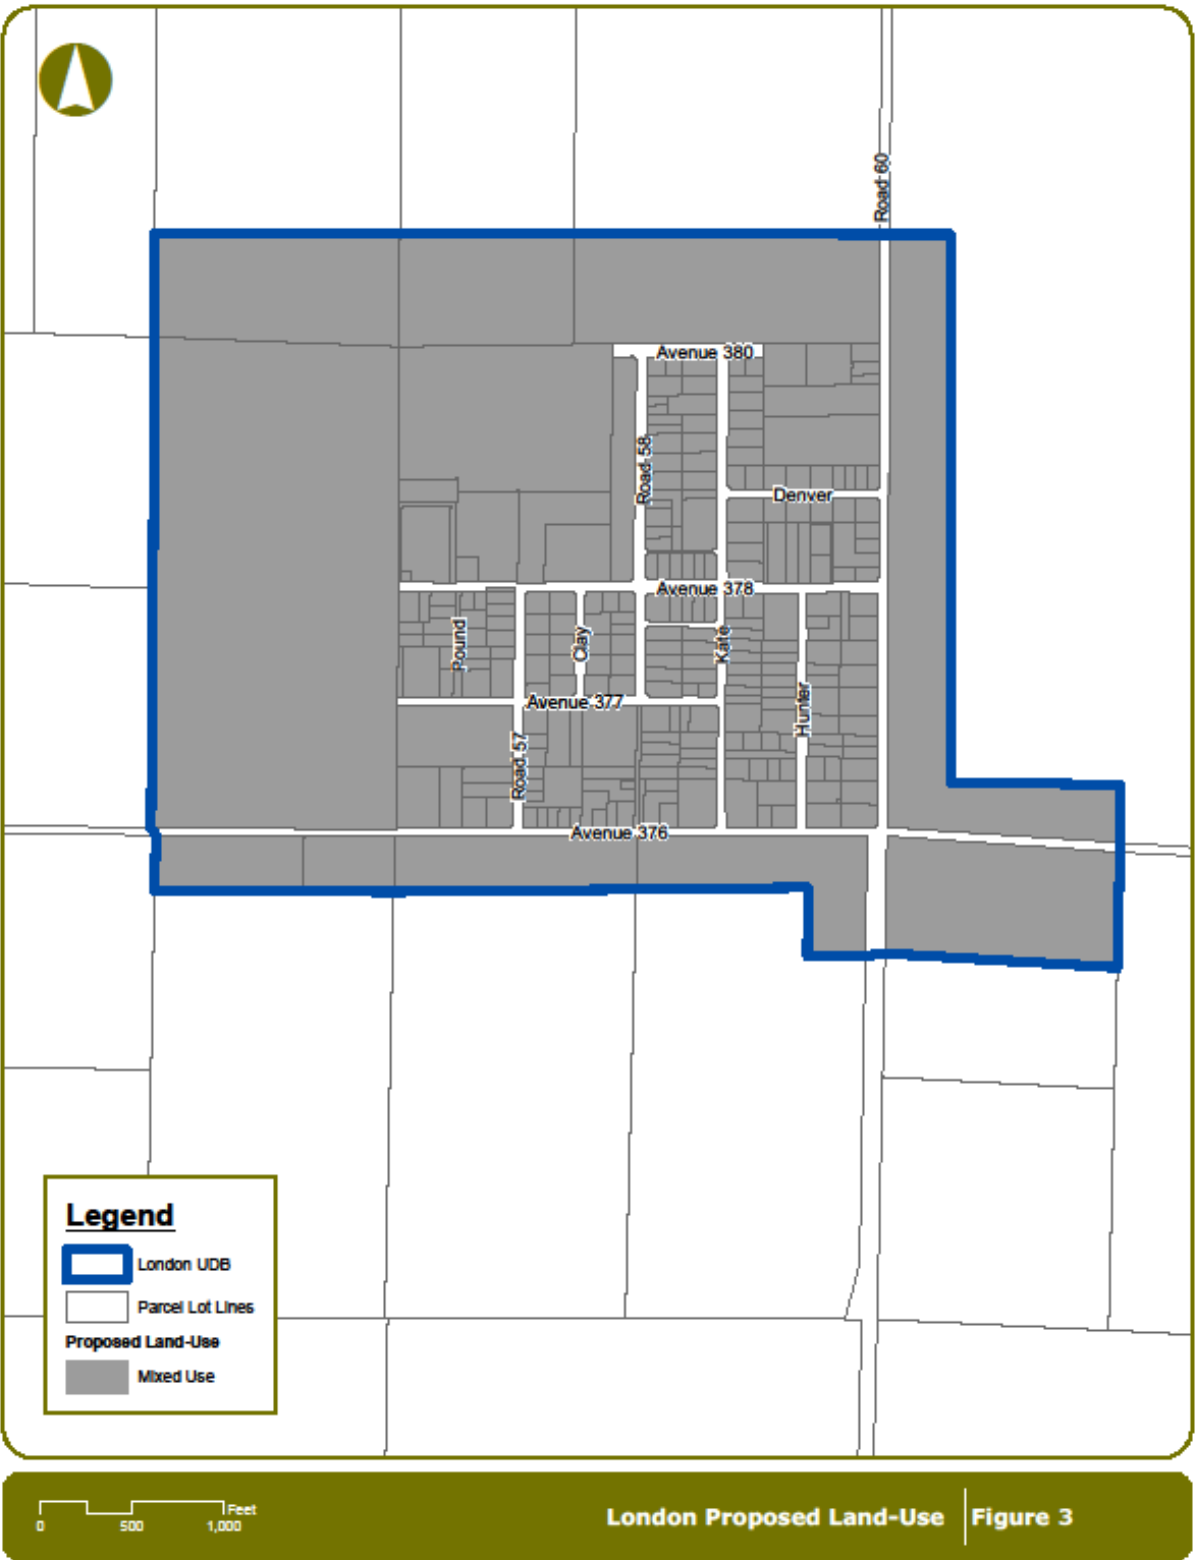 Road 60
Avenue 380
Road 58
Denver
Avenue 378
Pound
Clay
Kate
Hunter
Avenue 377
Road 57
Avenue 376
Legend
London UDB
Parcel Lot Lines
Proposed Land-Use
Mixed Use
Feet
0 500 1,000
London Proposed Land-Use Figure 3